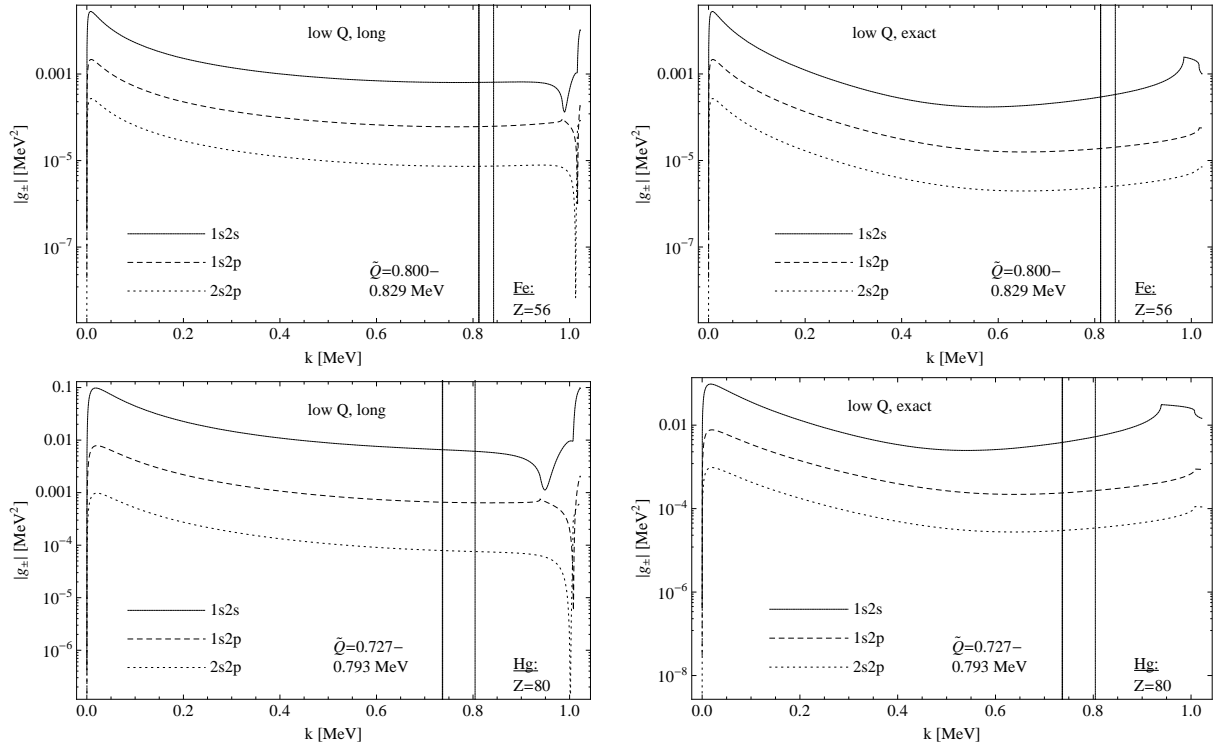 low Q, long
0.001
10⁻⁵
10⁻⁷
|g±| [MeV²]
1s2s
1s2p
2s2p
Q̃=0.800−
0.829 MeV
Fe:
Z=56
0.0 0.2 0.4 0.6 0.8 1.0
k [MeV]
low Q, exact
0.001
10⁻⁵
10⁻⁷
|g±| [MeV²]
1s2s
1s2p
2s2p
Q̃=0.800−
0.829 MeV
Fe:
Z=56
0.0 0.2 0.4 0.6 0.8 1.0
k [MeV]
0.1
low Q, long
0.01
0.001
10⁻⁴
10⁻⁵
10⁻⁶
|g±| [MeV²]
1s2s
1s2p
2s2p
Q̃=0.727−
0.793 MeV
Hg:
Z=80
0.0 0.2 0.4 0.6 0.8 1.0
k [MeV]
low Q, exact
0.01
10⁻⁴
10⁻⁶
10⁻⁸
|g±| [MeV²]
1s2s
1s2p
2s2p
Q̃=0.727−
0.793 MeV
Hg:
Z=80
0.0 0.2 0.4 0.6 0.8 1.0
k [MeV]